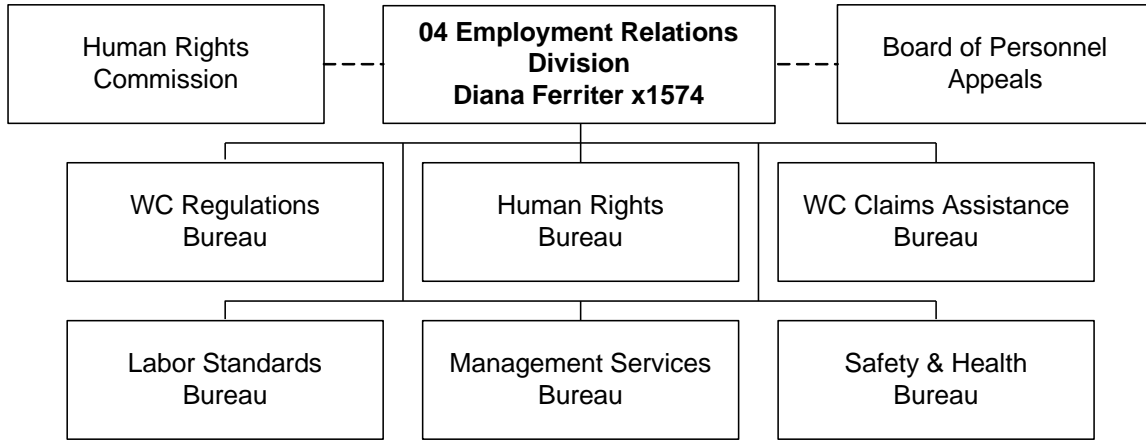 Human Rights
Commission
04 Employment Relations
Division
Diana Ferriter x1574
Board of Personnel
Appeals
WC Regulations
Bureau
Human Rights
Bureau
WC Claims Assistance
Bureau
Labor Standards
Bureau
Management Services
Bureau
Safety & Health
Bureau